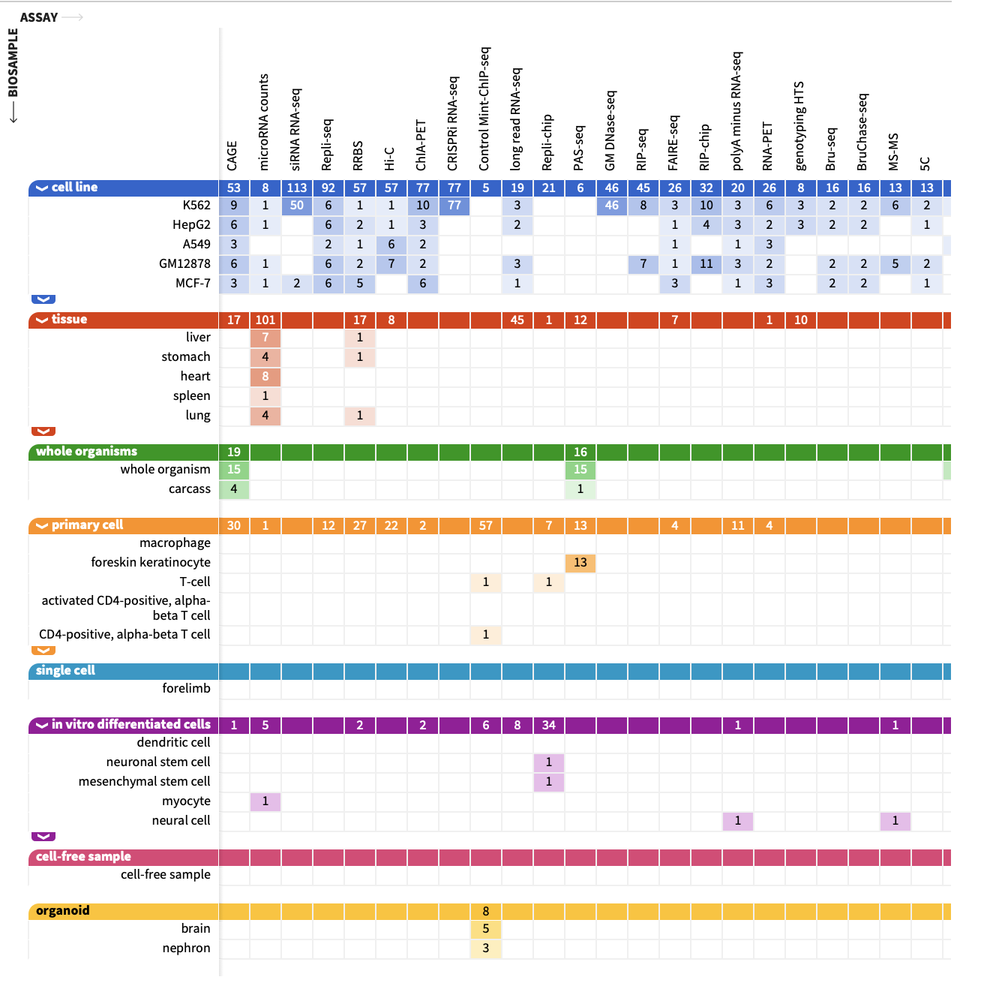 ASSAY
BIOSAMPLE
CAGE
microRNA counts
siRNA RNA-seq
Repli-seq
RRBS
Hi-C
ChIA-PET
CRISPRi RNA-seq
Control Mint-ChIP-seq
long read RNA-seq
Repli-chip
PAS-seq
GM DNase-seq
RIP-seq
FAIRE-seq
RIP-chip
polyA minus RNA-seq
RNA-PET
genotyping HTS
Bru-seq
BruChase-seq
MS-MS
5C
cell line 53 8 113 92 57 57 77 77 5 19 21 6 46 45 26 32 20 26 8 16 16 13 13
K562 9 1 50 6 1 1 10 77 3 46 8 3 10 3 6 3 2 2 6 2
HepG2 6 1 6 2 1 3 2 1 4 3 2 3 2 2 1
A549 3 2 1 6 2 1 1 3
GM12878 6 1 6 2 7 2 3 7 1 11 3 2 2 2 5 2
MCF-7 3 1 2 6 5 6 1 3 1 3 2 2 1
tissue 17 101 17 8 45 1 12 7 1 10
liver 7 1
stomach 4 1
heart 8
spleen 1
lung 4 1
whole organisms 19 16
whole organism 15 15
carcass 4 1
primary cell 30 1 12 27 22 2 57 7 13 4 11 4
macrophage
foreskin keratinocyte 13
T-cell 1 1
activated CD4-positive, alpha-
beta T cell
CD4-positive, alpha-beta T cell 1
single cell
forelimb
in vitro differentiated cells 1 5 2 2 6 8 34 1 1
dendritic cell
neuronal stem cell 1
mesenchymal stem cell 1
myocyte 1
neural cell 1 1
cell-free sample
cell-free sample
organoid 8
brain 5
nephron 3